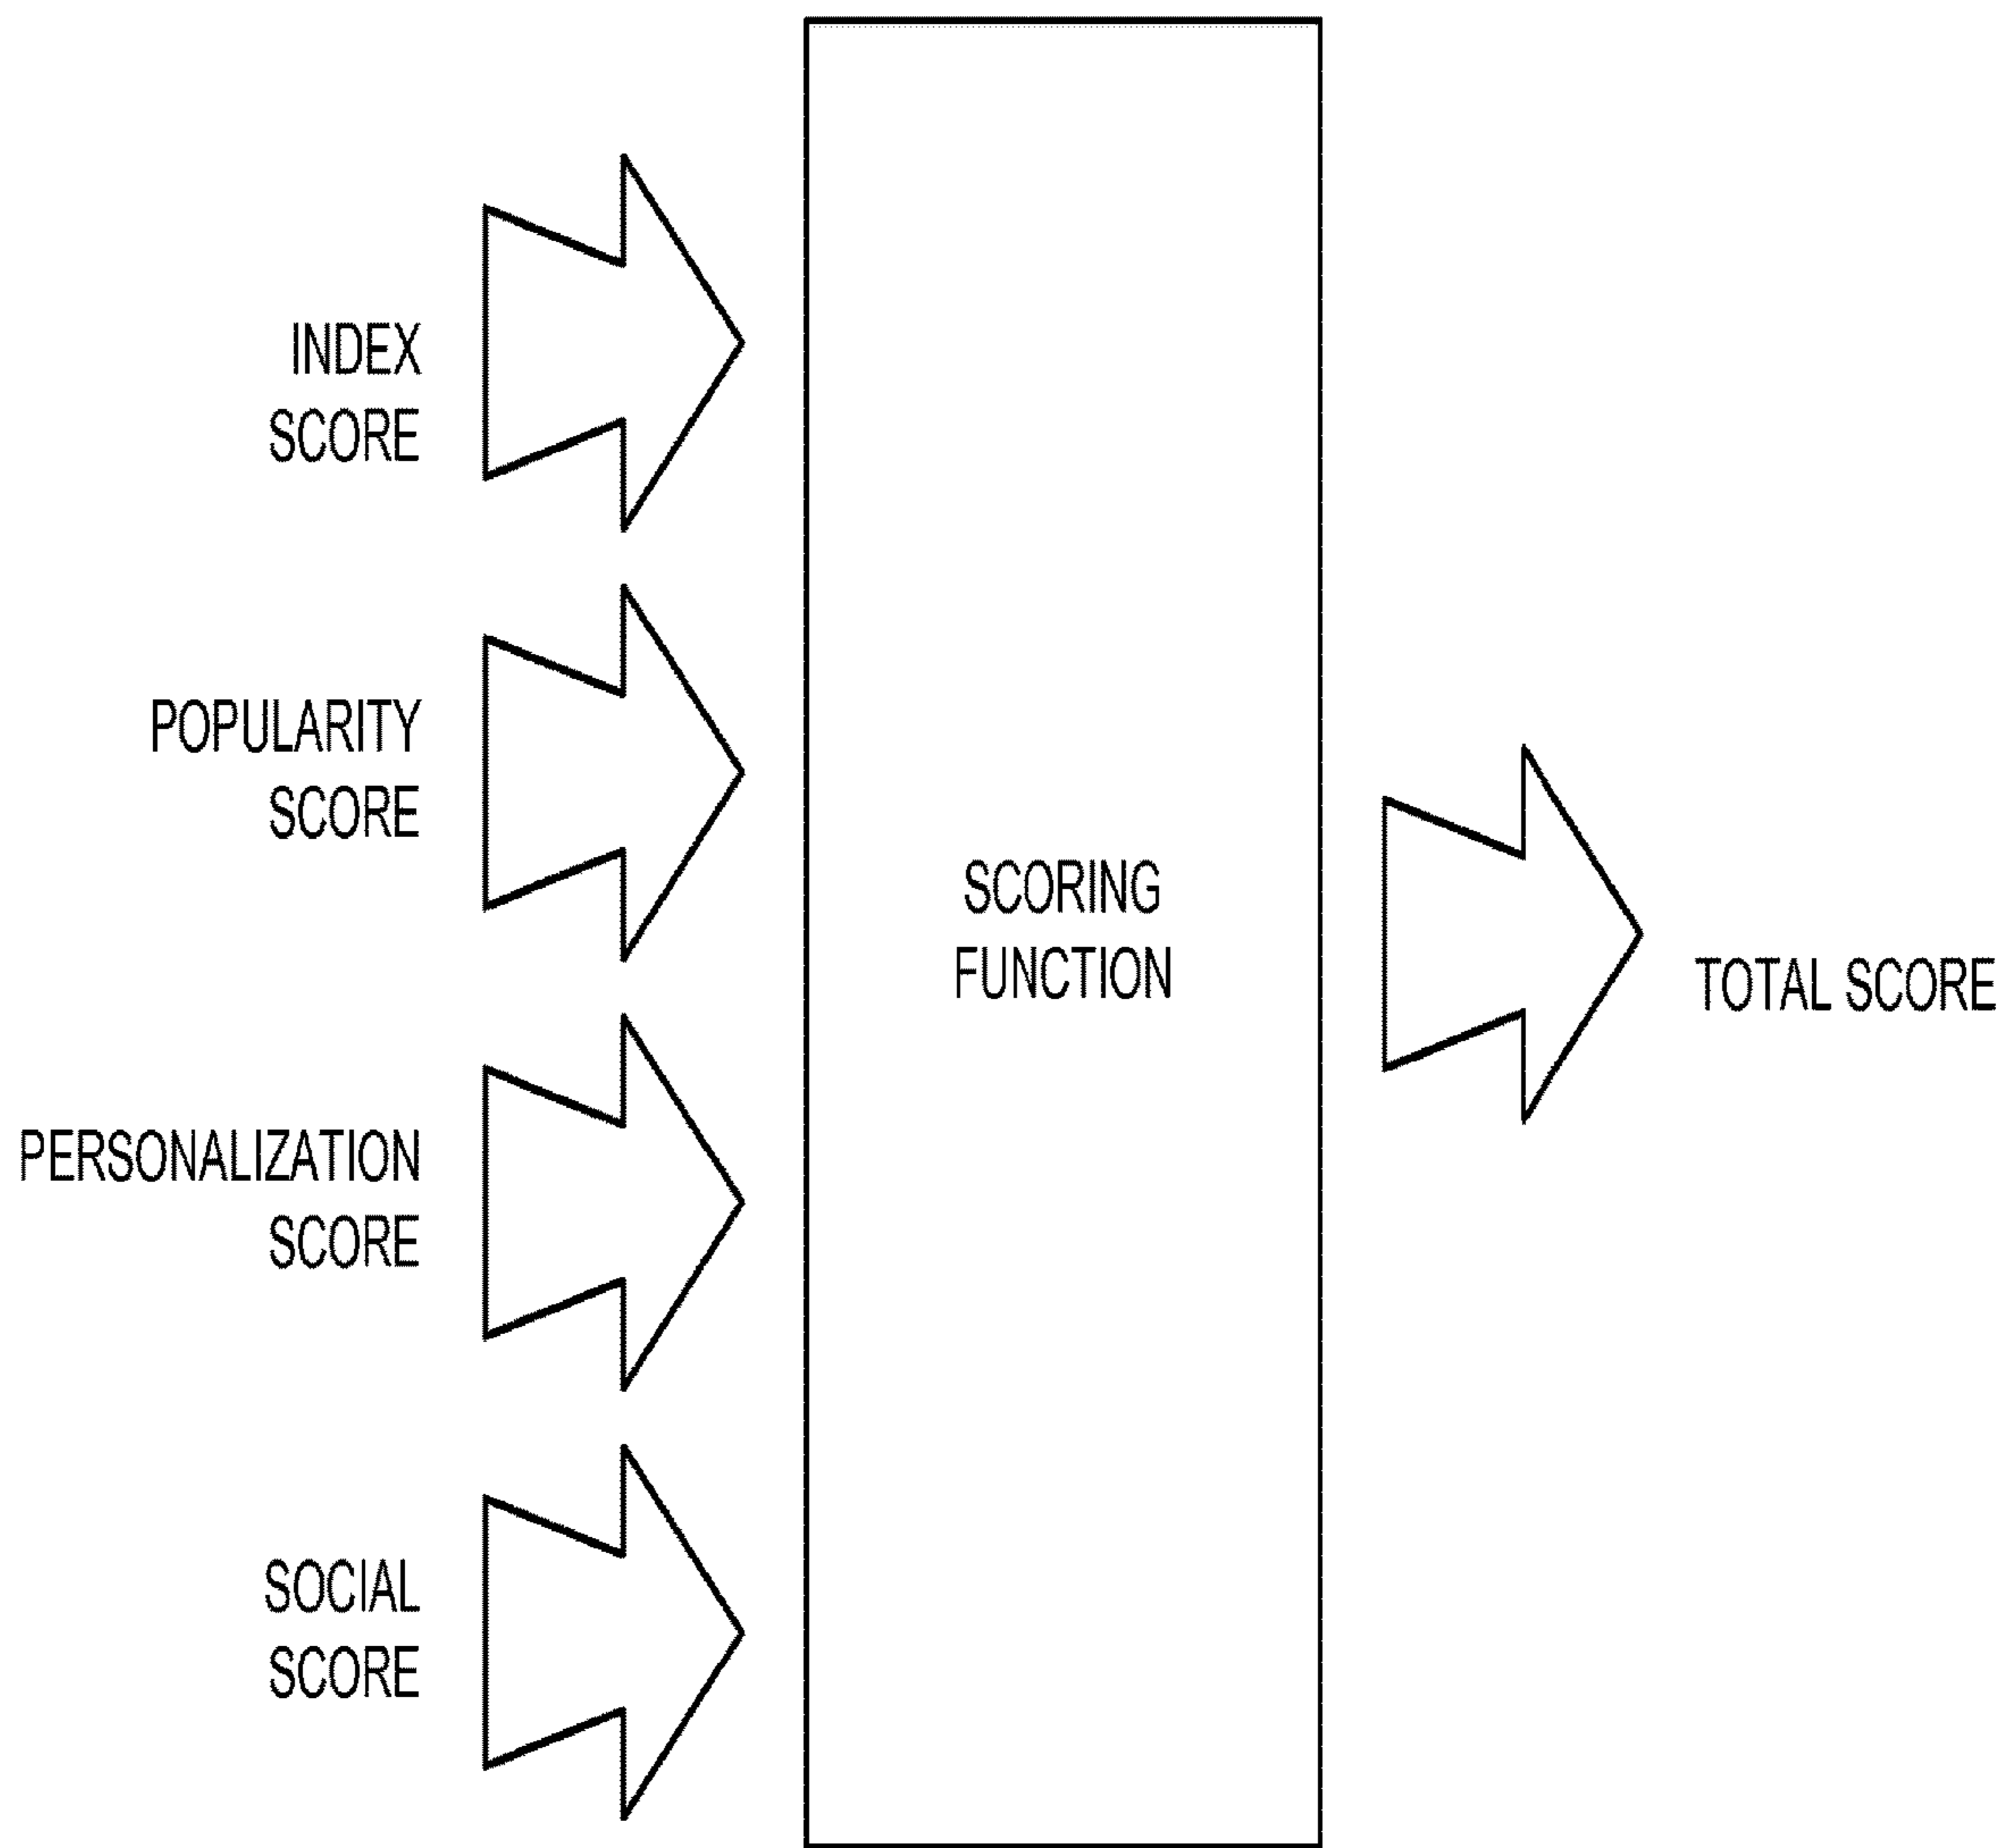 INDEX
SCORE
POPULARITY
SCORE
PERSONALIZATION
SCORE
SOCIAL
SCORE
SCORING
FUNCTION
TOTAL SCORE